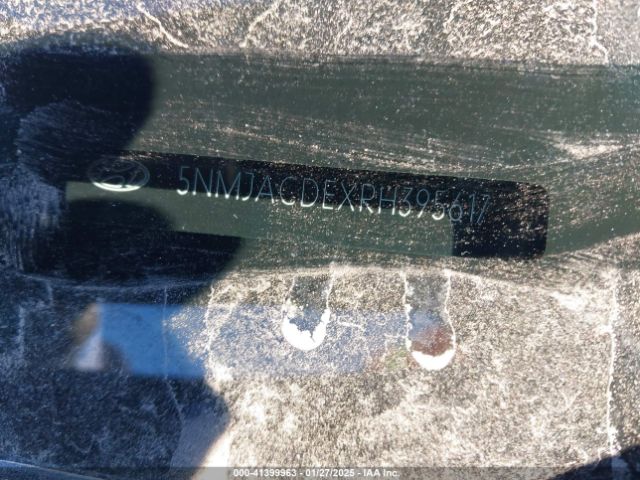 5NMJACDEXRH395617
000-41399963 - 01/27/2025 - IAA Inc.